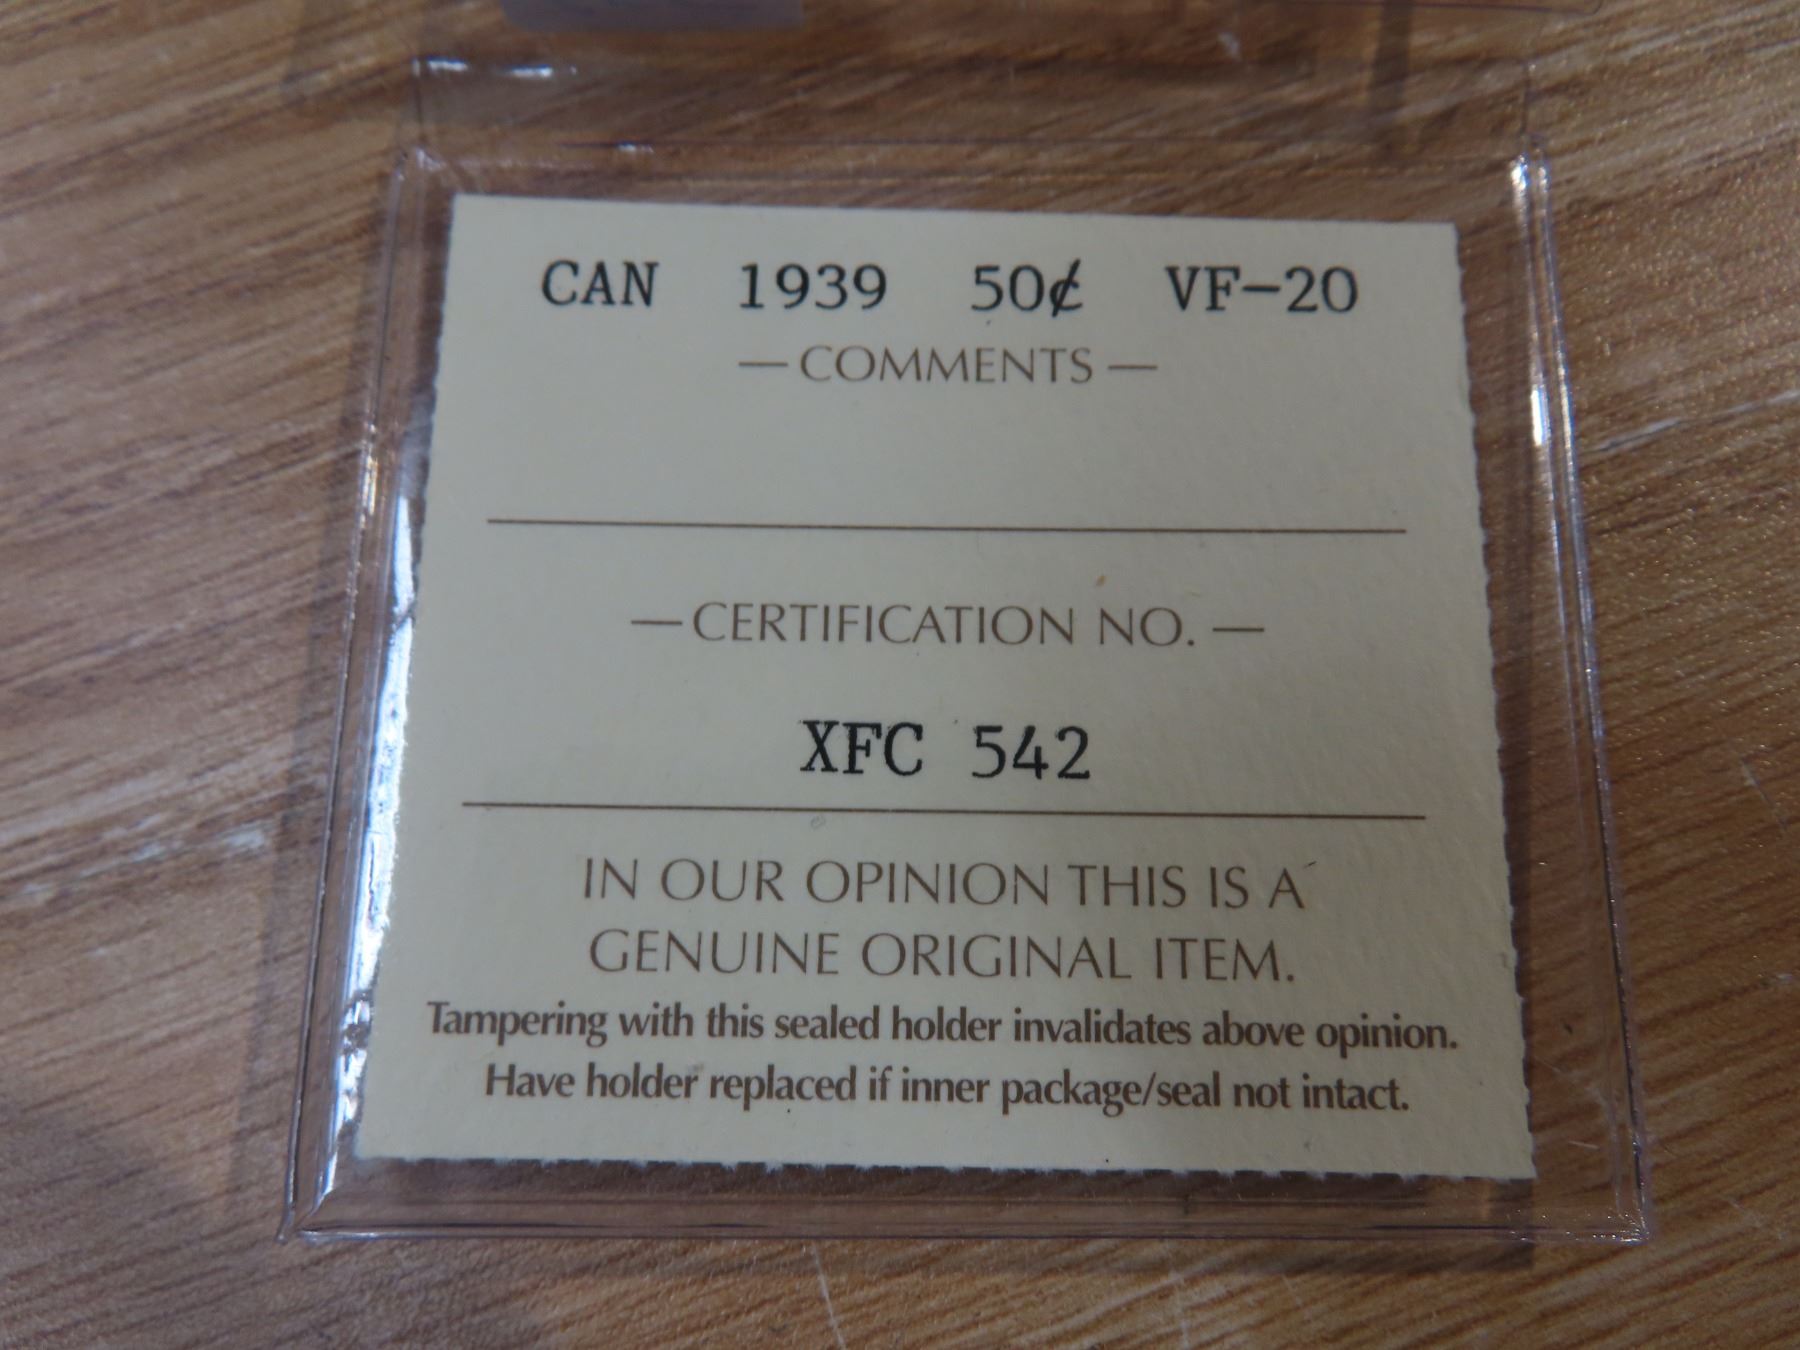 CAN 1939 50¢ VF-20
— COMMENTS —
— CERTIFICATION NO. —
XFC 542
IN OUR OPINION THIS IS A
GENUINE ORIGINAL ITEM.
Tampering with this sealed holder invalidates above opinion.
Have holder replaced if inner package/seal not intact.